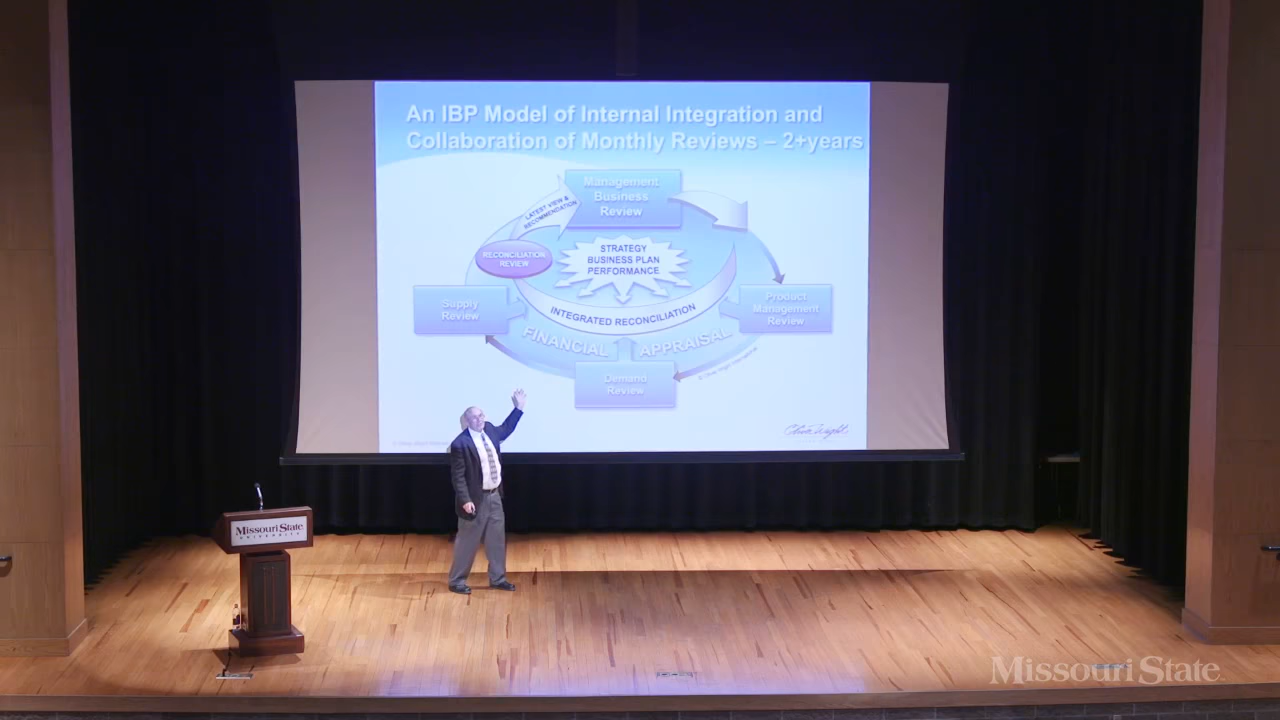 An IBP Model of Internal Integration and
Collaboration of Monthly Reviews – 2+years
Management
Business
Review
LATEST VIEW &
RECOMMENDATION
RECONCILIATION
REVIEW
STRATEGY
BUSINESS PLAN
PERFORMANCE
Supply
Review
INTEGRATED RECONCILIATION
Product
Management
Review
FINANCIAL APPRAISAL
Demand
Review
Oliver Wight
Missouri State
UNIVERSITY
Missouri State